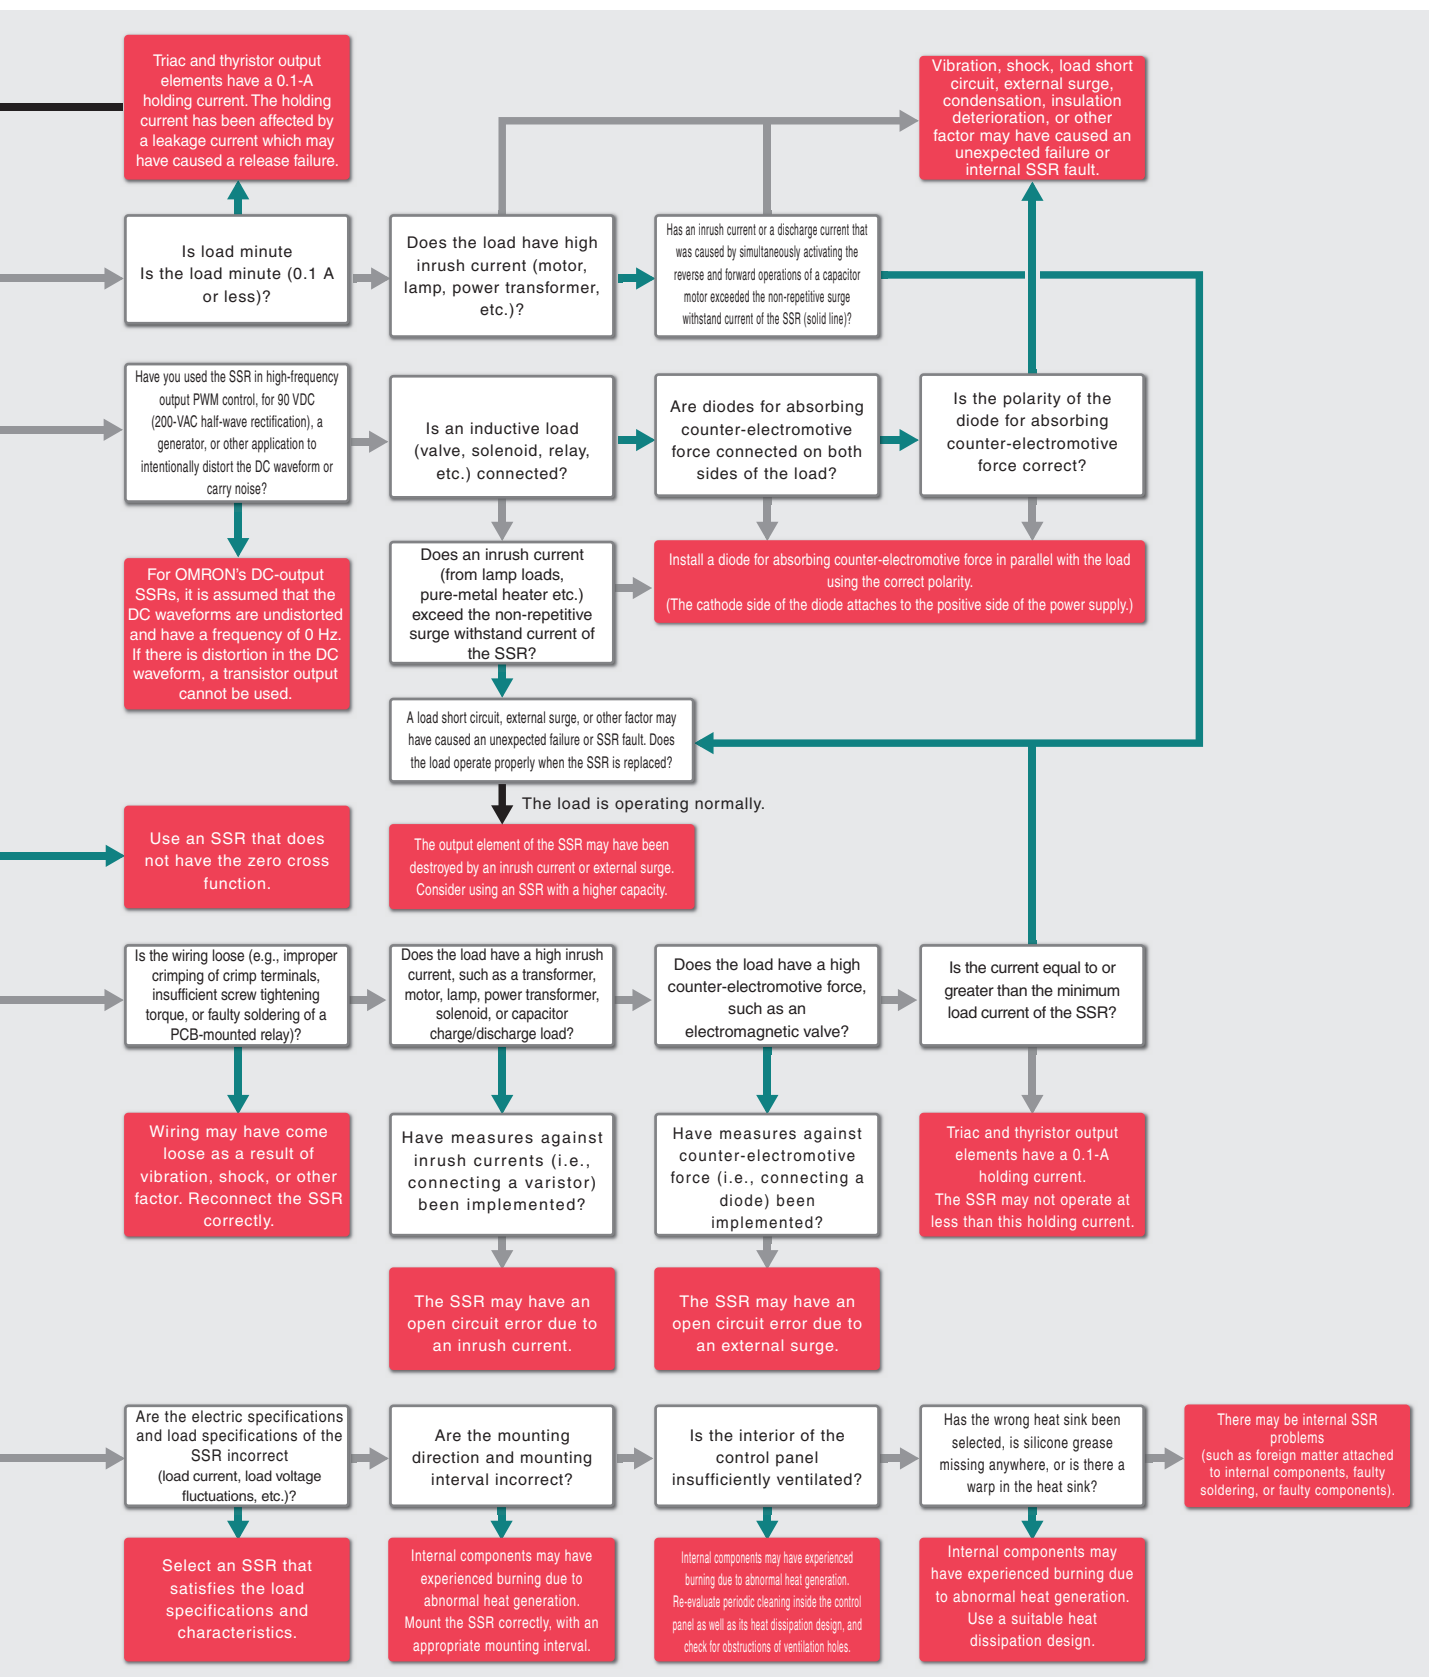 Triac and thyristor output
elements have a 0.1-A
holding current. The holding
current has been affected by
a leakage current which may
have caused a release failure.
Vibration, shock, load short
circuit, external surge,
condensation, insulation
deterioration, or other
factor may have caused an
unexpected failure or
internal SSR fault.
Is load minute
Is the load minute (0.1 A
or less)?
Does the load have high
inrush current (motor,
lamp, power transformer,
etc.)?
Has an inrush current or a discharge current that
was caused by simultaneously activating the
reverse and forward operations of a capacitor
motor exceeded the non-repetitive surge
withstand current of the SSR (solid line)?
Have you used the SSR in high-frequency
output PWM control, for 90 VDC
(200-VAC half-wave rectification), a
generator, or other application to
intentionally distort the DC waveform or
carry noise?
Is an inductive load
(valve, solenoid, relay,
etc.) connected?
Are diodes for absorbing
counter-electromotive
force connected on both
sides of the load?
Is the polarity of the
diode for absorbing
counter-electromotive
force correct?
For OMRON's DC-output
SSRs, it is assumed that the
DC waveforms are undistorted
and have a frequency of 0 Hz.
If there is distortion in the DC
waveform, a transistor output
cannot be used.
Does an inrush current
(from lamp loads,
pure-metal heater etc.)
exceed the non-repetitive
surge withstand current of
the SSR?
Install a diode for absorbing counter-electromotive force in parallel with the load
using the correct polarity.
(The cathode side of the diode attaches to the positive side of the power supply.)
A load short circuit, external surge, or other factor may
have caused an unexpected failure or SSR fault. Does
the load operate properly when the SSR is replaced?
The load is operating normally.
Use an SSR that does
not have the zero cross
function.
The output element of the SSR may have been
destroyed by an inrush current or external surge.
Consider using an SSR with a higher capacity.
Is the wiring loose (e.g., improper
crimping of crimp terminals,
insufficient screw tightening
torque, or faulty soldering of a
PCB-mounted relay)?
Does the load have a high inrush
current, such as a transformer,
motor, lamp, power transformer,
solenoid, or capacitor
charge/discharge load?
Does the load have a high
counter-electromotive force,
such as an
electromagnetic valve?
Is the current equal to or
greater than the minimum
load current of the SSR?
Wiring may have come
loose as a result of
vibration, shock, or other
factor. Reconnect the SSR
correctly.
Have measures against
inrush currents (i.e.,
connecting a varistor)
been implemented?
Have measures against
counter-electromotive
force (i.e., connecting a
diode) been
implemented?
Triac and thyristor output
elements have a 0.1-A
holding current.
The SSR may not operate at
less than this holding current.
The SSR may have an
open circuit error due to
an inrush current.
The SSR may have an
open circuit error due to
an external surge.
Are the electric specifications
and load specifications of the
SSR incorrect
(load current, load voltage
fluctuations, etc.)?
Are the mounting
direction and mounting
interval incorrect?
Is the interior of the
control panel
insufficiently ventilated?
Has the wrong heat sink been
selected, is silicone grease
missing anywhere, or is there a
warp in the heat sink?
There may be internal SSR
problems
(such as foreign matter attached
to internal components, faulty
soldering, or faulty components).
Select an SSR that
satisfies the load
specifications and
characteristics.
Internal components may have
experienced burning due to
abnormal heat generation.
Mount the SSR correctly, with an
appropriate mounting interval.
Internal components may have experienced
burning due to abnormal heat generation.
Re-evaluate periodic cleaning inside the control
panel as well as its heat dissipation design, and
check for obstructions of ventilation holes.
Internal components may
have experienced burning due
to abnormal heat generation.
Use a suitable heat
dissipation design.